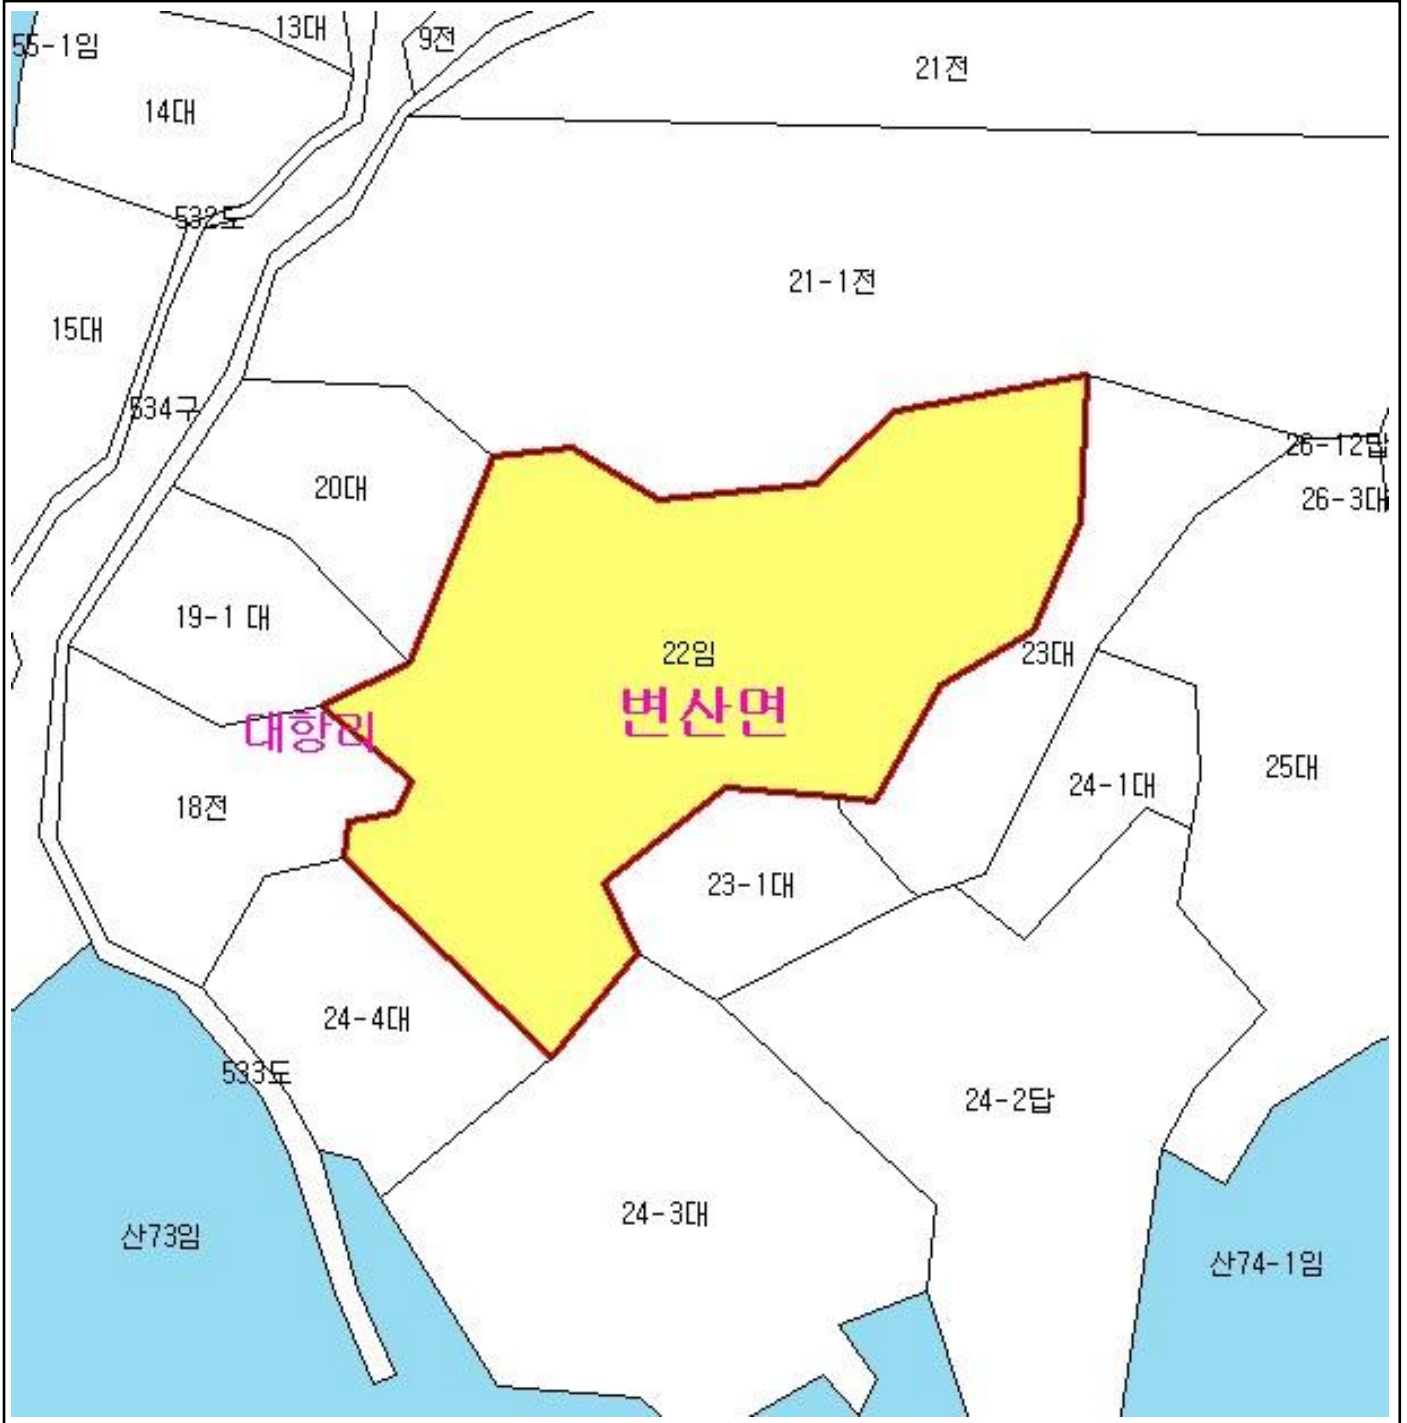 13대
9전
55-1임
21전
14대
532도
21-1전
15대
534구
26-12답
20대
26-3대
19-1 대
22임
23대
변산면
대항리
25대
24-1대
18전
23-1대
24-4대
533도
24-2답
24-3대
산73임
산74-1임